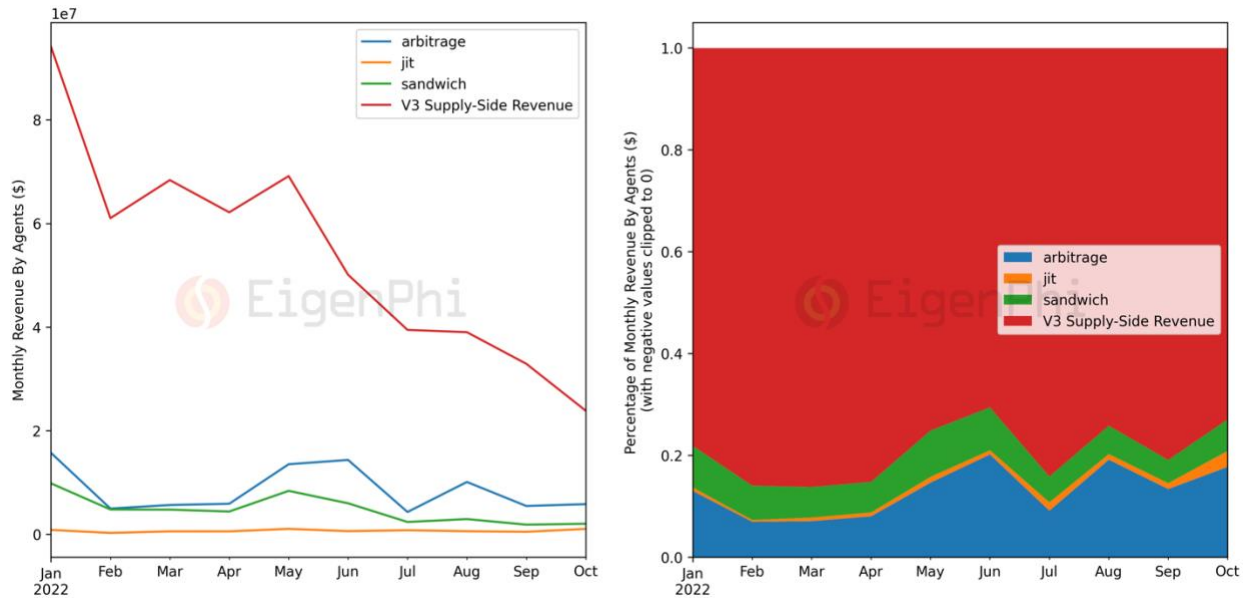 1e7
Monthly Revenue By Agents ($)
8
6
4
2
0
arbitrage
jit
sandwich
V3 Supply-Side Revenue
EigenPhi
Jan Feb Mar Apr May Jun Jul Aug Sep Oct
2022
Percentage of Monthly Revenue By Agents ($)
(with negative values clipped to 0)
1.0
0.8
0.6
0.4
0.2
0.0
arbitrage
jit
sandwich
V3 Supply-Side Revenue
EigenPhi
Jan Feb Mar Apr May Jun Jul Aug Sep Oct
2022